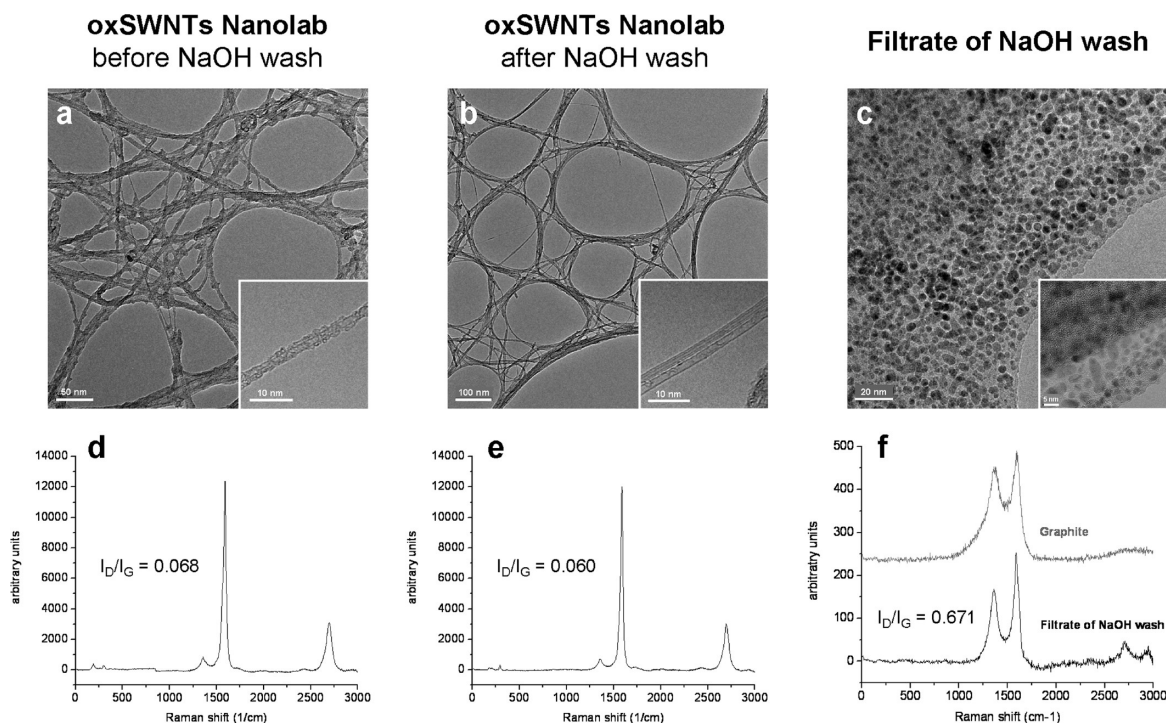 oxSWNTs Nanolab
before NaOH wash
oxSWNTs Nanolab
after NaOH wash
Filtrate of NaOH wash
a
50 nm
10 nm
b
100 nm
10 nm
c
20 nm
5 nm
d
14000
12000
10000
8000
6000
4000
2000
0
arbitrary units
I_D/I_G = 0.068
0 500 1000 1500 2000 2500 3000
Raman shift (1/cm)
e
14000
12000
10000
8000
6000
4000
2000
0
arbitrary units
I_D/I_G = 0.060
0 500 1000 1500 2000 2500 3000
Raman shift (1/cm)
f
500
400
300
200
100
0
arbitratry units
Graphite
I_D/I_G = 0.671
Filtrate of NaOH wash
0 500 1000 1500 2000 2500 3000
Raman shift (cm-1)